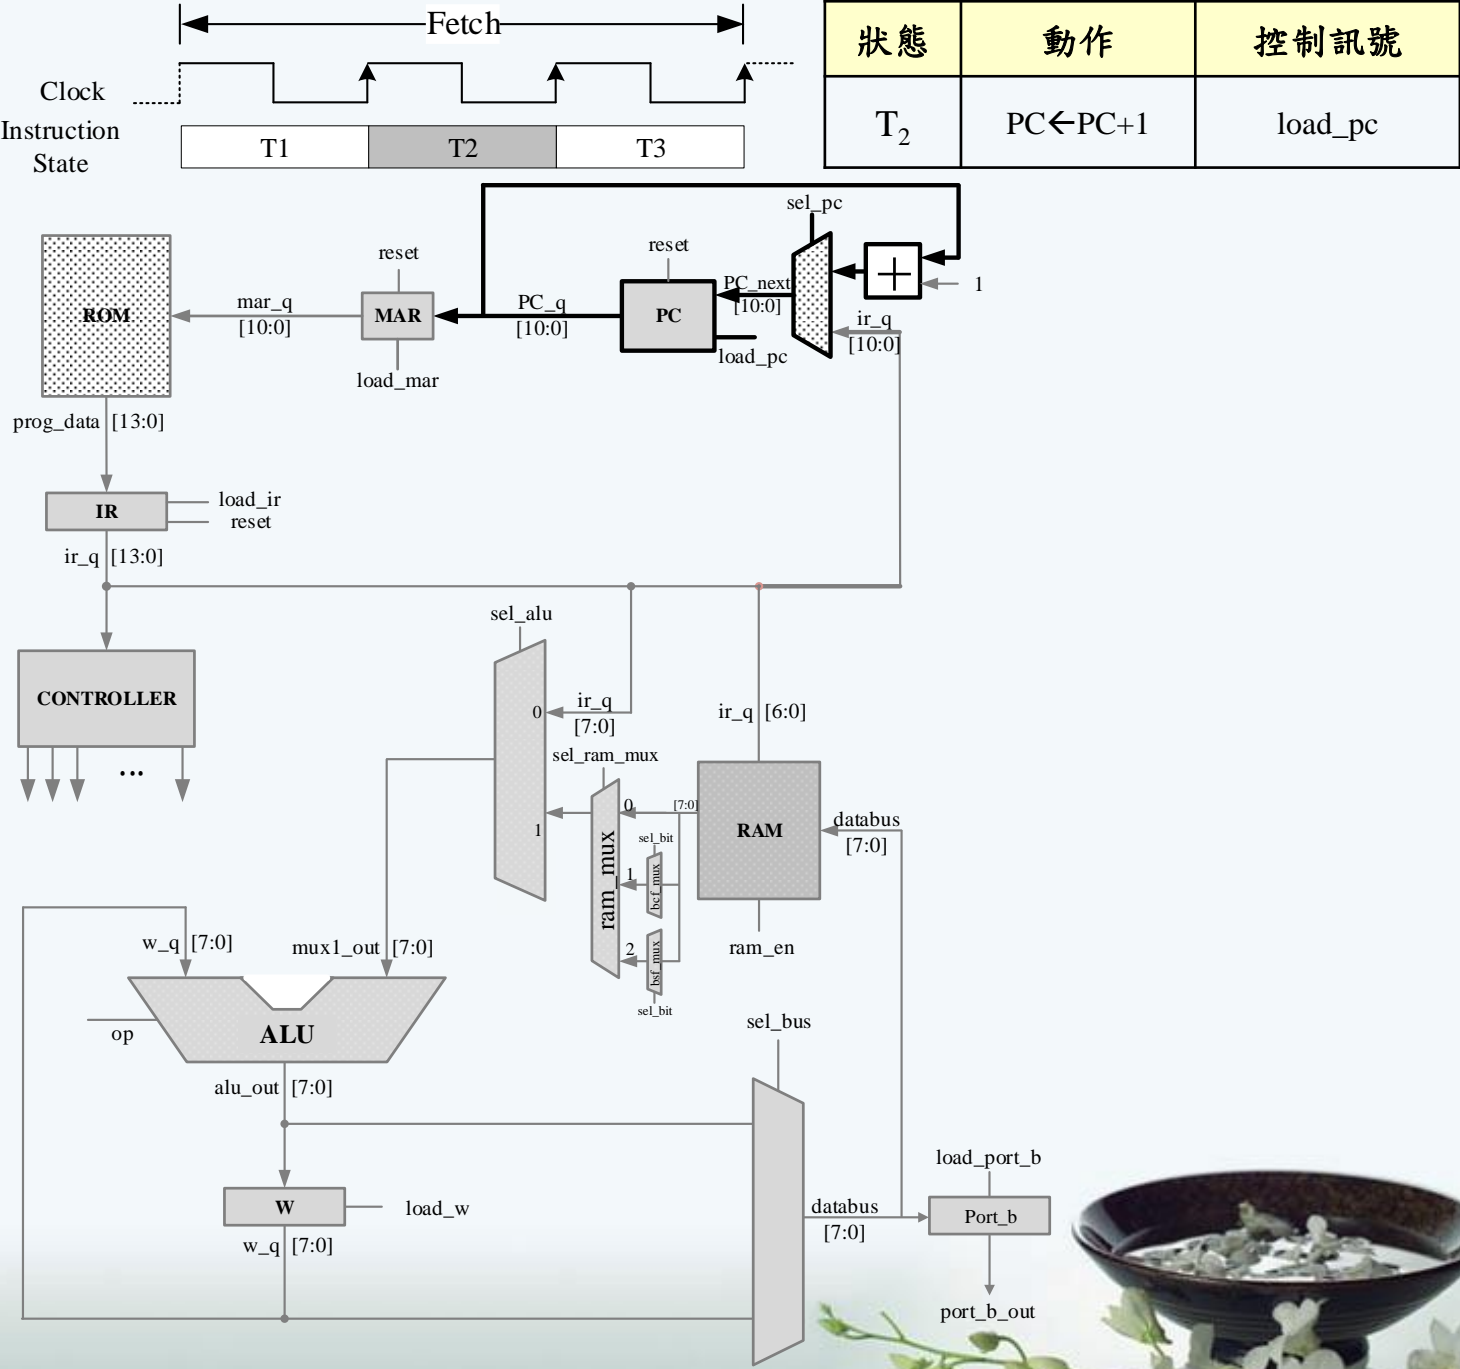 Fetch
Clock
Instruction
State
T1 T2 T3
狀態 動作 控制訊號
T2 PC←PC+1 load_pc
sel_pc
reset
reset
1
PC_next
[10:0]
ir_q
[10:0]
ROM
mar_q
[10:0]
MAR
PC_q
[10:0]
PC
load_pc
load_mar
prog_data [13:0]
IR
load_ir
reset
ir_q [13:0]
CONTROLLER
...
sel_alu
0
ir_q
[7:0]
1
sel_ram_mux
ram_mux
0
1
2
[7:0]
sel_bit
bcf_mux
bsf_mux
sel_bit
ir_q [6:0]
RAM
databus
[7:0]
ram_en
w_q [7:0]
mux1_out [7:0]
op
ALU
alu_out [7:0]
W
load_w
w_q [7:0]
sel_bus
databus
[7:0]
load_port_b
Port_b
port_b_out